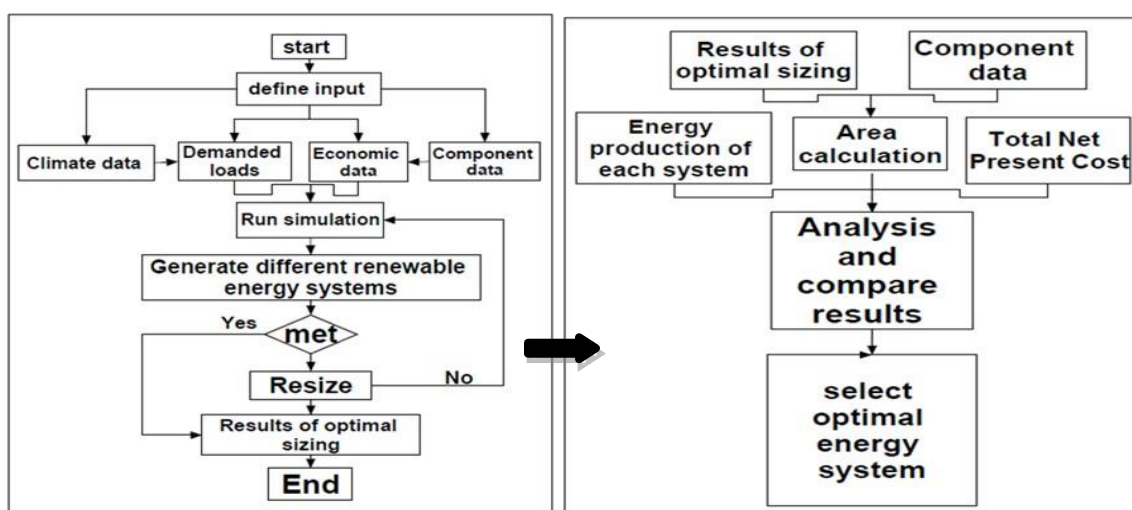 start
define input
Climate data
Demanded
loads
Economic
data
Component
data
Run simulation
Generate different renewable
energy systems
Yes
met
Resize
No
Results of optimal
sizing
End
Results of
optimal sizing
Component
data
Energy
production of
each system
Area
calculation
Total Net
Present Cost
Analysis
and
compare
results
select
optimal
energy
system